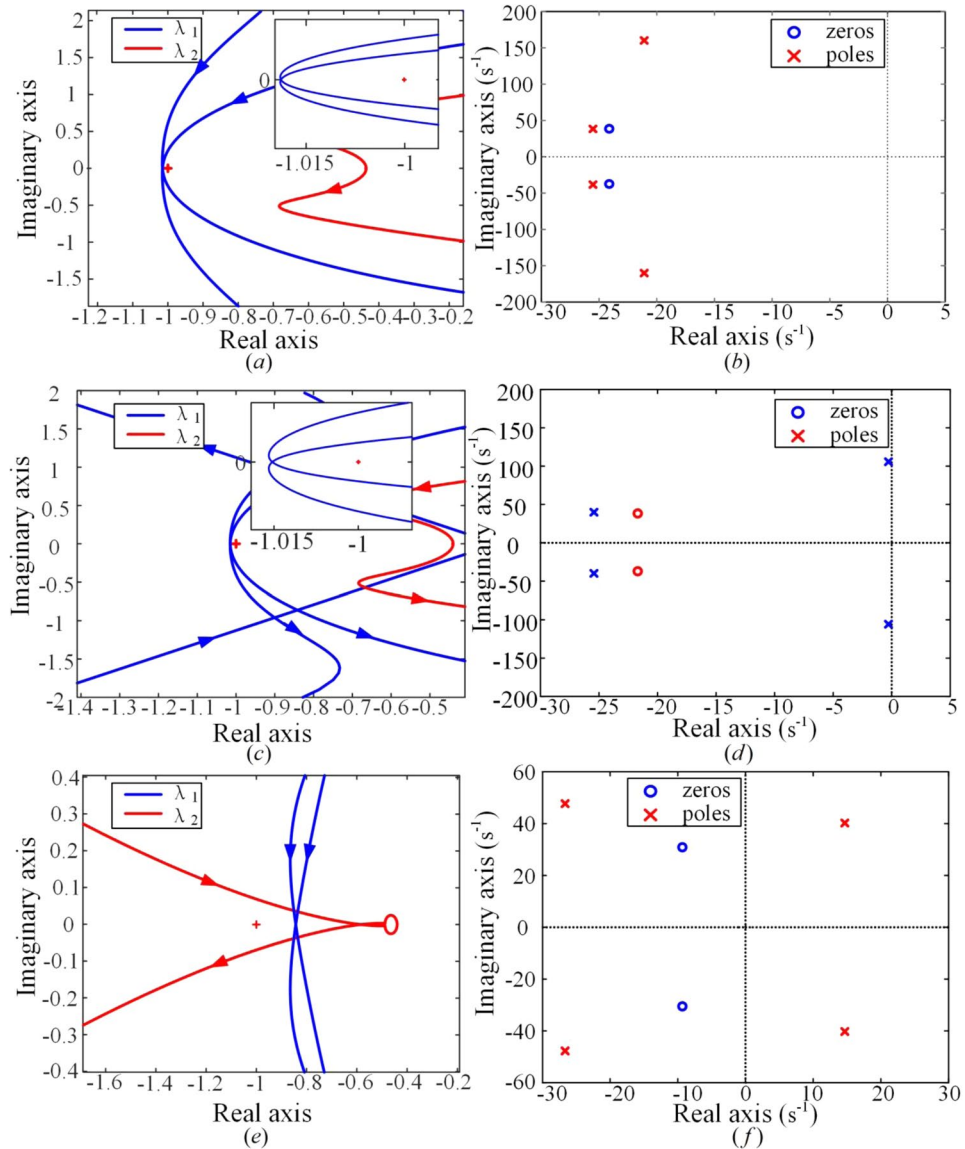 λ 1
λ 2
2
1.5
1
0.5
0
-0.5
-1
-1.5
Imaginary axis
0
-1.015 -1
-1.2 -1.1 -1 -0.9 -0.8 -0.7 -0.6 -0.5 -0.4 -0.3 -0.2
Real axis
(a)
zeros
poles
200
150
100
50
0
-50
-100
-150
-200
Imaginary axis (s-1)
-30 -25 -20 -15 -10 -5 0 5
Real axis (s-1)
(b)
λ 1
λ 2
2
1.5
1
0.5
0
-0.5
-1
-1.5
-2
Imaginary axis
0
-1.015 -1
-1.4 -1.3 -1.2 -1.1 -1 -0.9 -0.8 -0.7 -0.6 -0.5
Real axis
(c)
zeros
poles
200
150
100
50
0
-50
-100
-150
-200
Imaginary axis (s-1)
-30 -25 -20 -15 -10 -5 0 5
Real axis (s-1)
(d)
λ 1
λ 2
0.4
0.3
0.2
0.1
0
-0.1
-0.2
-0.3
-0.4
Imaginary axis
-1.6 -1.4 -1.2 -1 -0.8 -0.6 -0.4 -0.2
Real axis
(e)
zeros
poles
60
40
20
0
-20
-40
-60
Imaginary axis (s-1)
-30 -20 -10 0 10 20 30
Real axis (s-1)
(f)